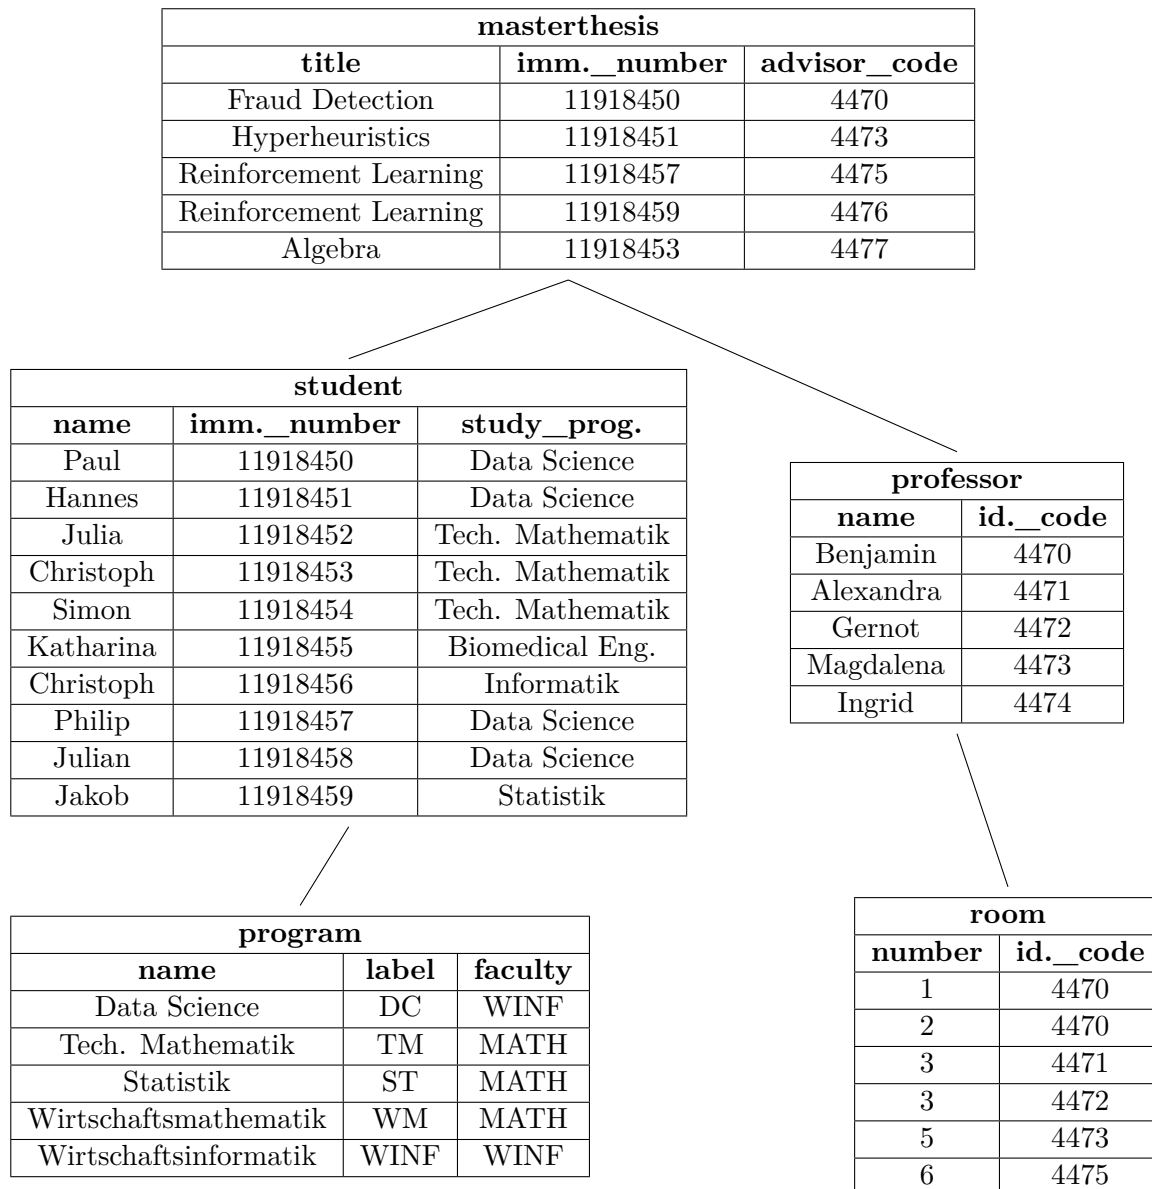 masterthesis
title imm._number advisor_code
Fraud Detection 11918450 4470
Hyperheuristics 11918451 4473
Reinforcement Learning 11918457 4475
Reinforcement Learning 11918459 4476
Algebra 11918453 4477
student
name imm._number study_prog.
Paul 11918450 Data Science
Hannes 11918451 Data Science
Julia 11918452 Tech. Mathematik
Christoph 11918453 Tech. Mathematik
Simon 11918454 Tech. Mathematik
Katharina 11918455 Biomedical Eng.
Christoph 11918456 Informatik
Philip 11918457 Data Science
Julian 11918458 Data Science
Jakob 11918459 Statistik
professor
name id._code
Benjamin 4470
Alexandra 4471
Gernot 4472
Magdalena 4473
Ingrid 4474
program
name label faculty
Data Science DC WINF
Tech. Mathematik TM MATH
Statistik ST MATH
Wirtschaftsmathematik WM MATH
Wirtschaftsinformatik WINF WINF
room
number id._code
1 4470
2 4470
3 4471
3 4472
5 4473
6 4475